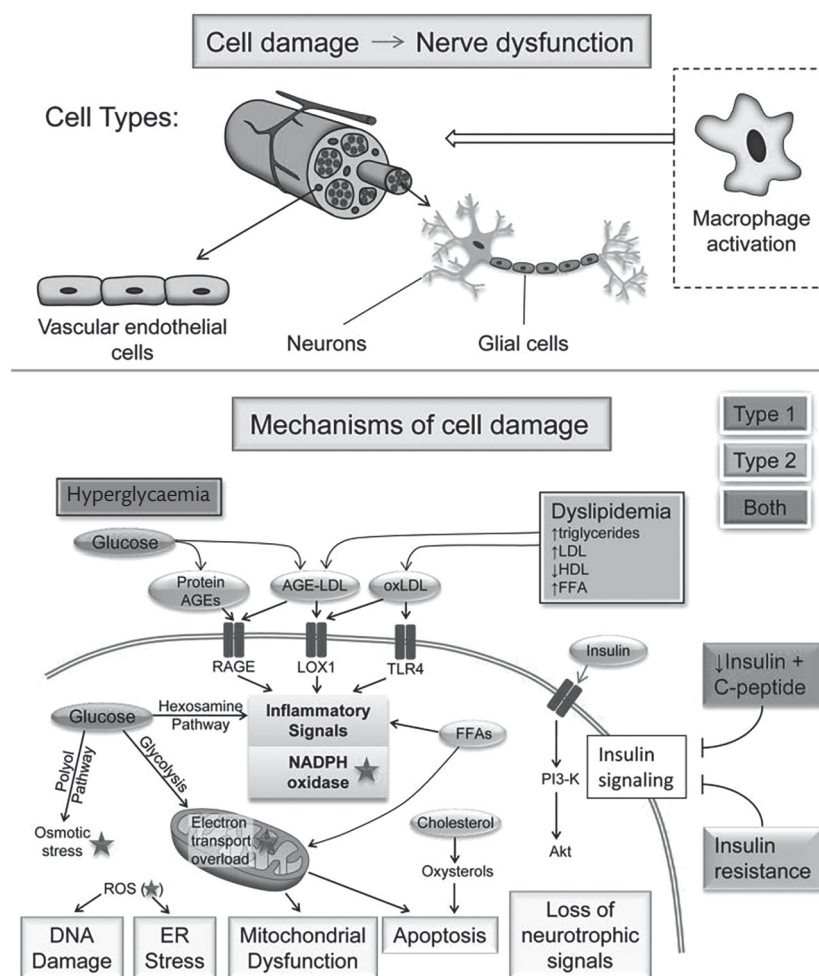 Cell damage → Nerve dysfunction
Cell Types:
Macrophage
activation
Vascular endothelial
cells
Neurons
Glial cells
Mechanisms of cell damage
Type 1
Type 2
Both
Hyperglycaemia
Dyslipidemia
↑triglycerides
↑LDL
↓HDL
↑FFA
Glucose
Protein
AGEs
AGE-LDL
oxLDL
RAGE
LOX1
TLR4
Insulin
↓Insulin +
C-peptide
Glucose
Hexosamine
Pathway
Inflammatory
Signals
NADPH
oxidase
FFAs
Insulin
signaling
PI3-K
Akt
Polyol
Pathway
Glycolysis
Osmotic
stress
Electron
transport
overload
Cholesterol
Oxysterols
Insulin
resistance
ROS (★)
DNA
Damage
ER
Stress
Mitochondrial
Dysfunction
Apoptosis
Loss of
neurotrophic
signals